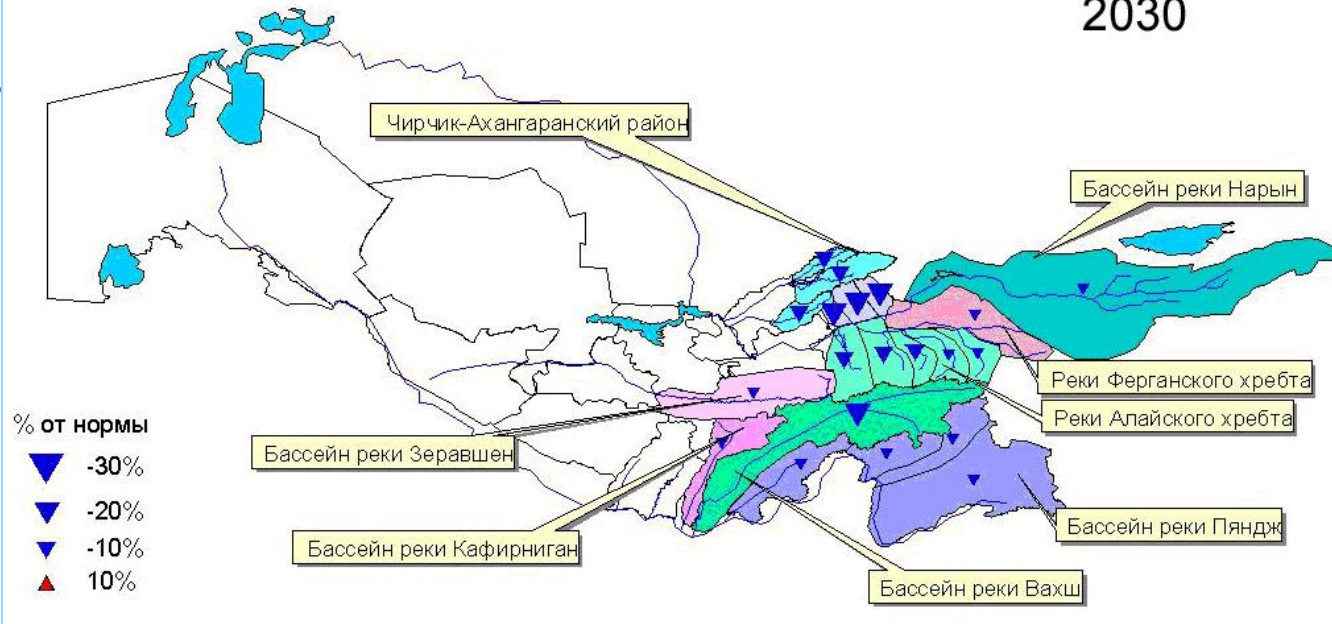 2030
Чирчик-Ахангаранский район
Бассейн реки Нарын
Реки Ферганского хребта
Реки Алайского хребта
% от нормы
-30%
-20%
-10%
10%
Бассейн реки Зеравшен
Бассейн реки Кафирниган
Бассейн реки Пяндж
Бассейн реки Вахш